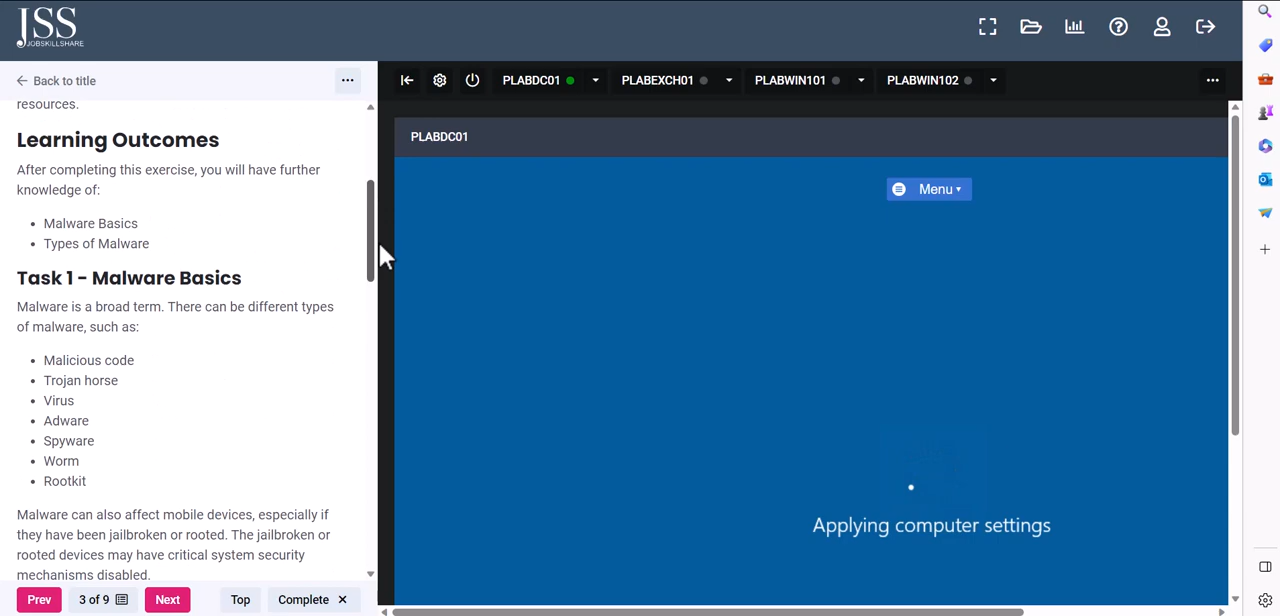 JSS
JOBSKILLSHARE
Back to title
PLABDC01
PLABEXCH01
PLABWIN101
PLABWIN102
resources.
Learning Outcomes
After completing this exercise, you will have further
knowledge of:
Malware Basics
Types of Malware
Task 1 - Malware Basics
Malware is a broad term. There can be different types
of malware, such as:
Malicious code
Trojan horse
Virus
Adware
Spyware
Worm
Rootkit
Malware can also affect mobile devices, especially if
they have been jailbroken or rooted. The jailbroken or
rooted devices may have critical system security
mechanisms disabled.
Prev
3 of 9
Next
Top
Complete
PLABDC01
Menu
Applying computer settings